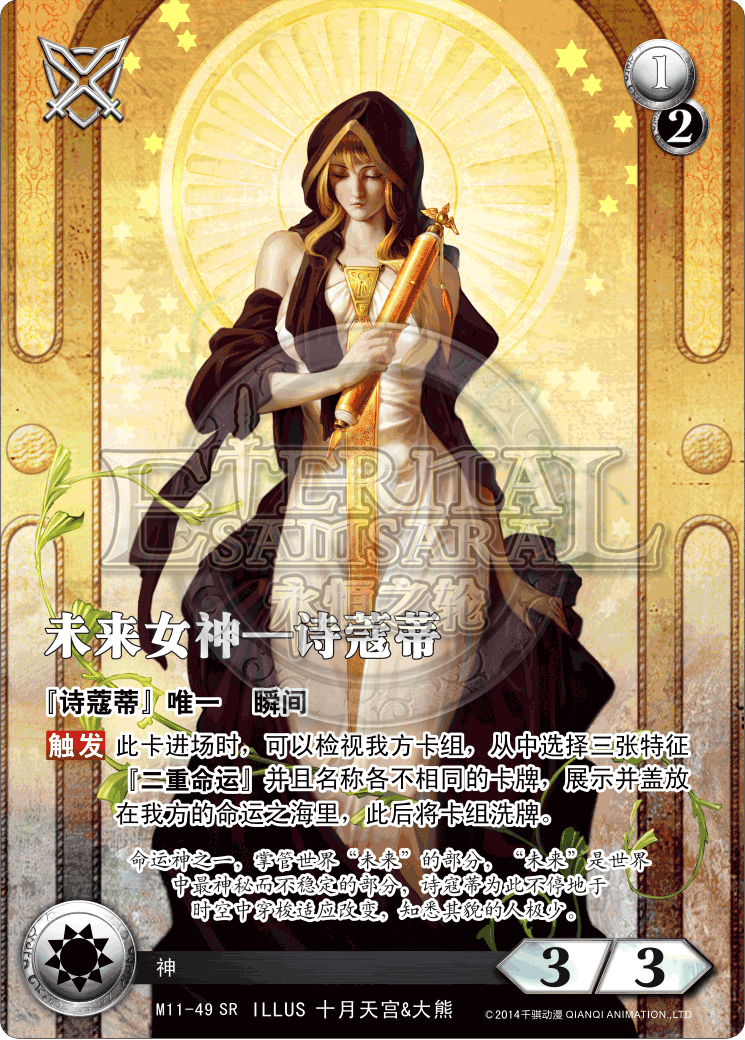 1
2
ETERNAL
SAMSARA
永恒之轮
未来女神—诗蔻蒂
『诗蔻蒂』唯一 瞬间
触发 此卡进场时，可以检视我方卡组，从中选择三张特征
『二重命运』并且名称各不相同的卡牌，展示并盖放
在我方的命运之海里，此后将卡组洗牌。
命运神之一，掌管世界“未来”的部分，“未来”是世界
中最神秘而不稳定的部分，诗蔻蒂为此不停地于
时空中穿梭适应改变，知悉其貌的人极少。
神
3/3
M11-49 SR ILLUS 十月天宫&大熊
©2014千骐动漫 QIANQI ANIMATION.,LTD